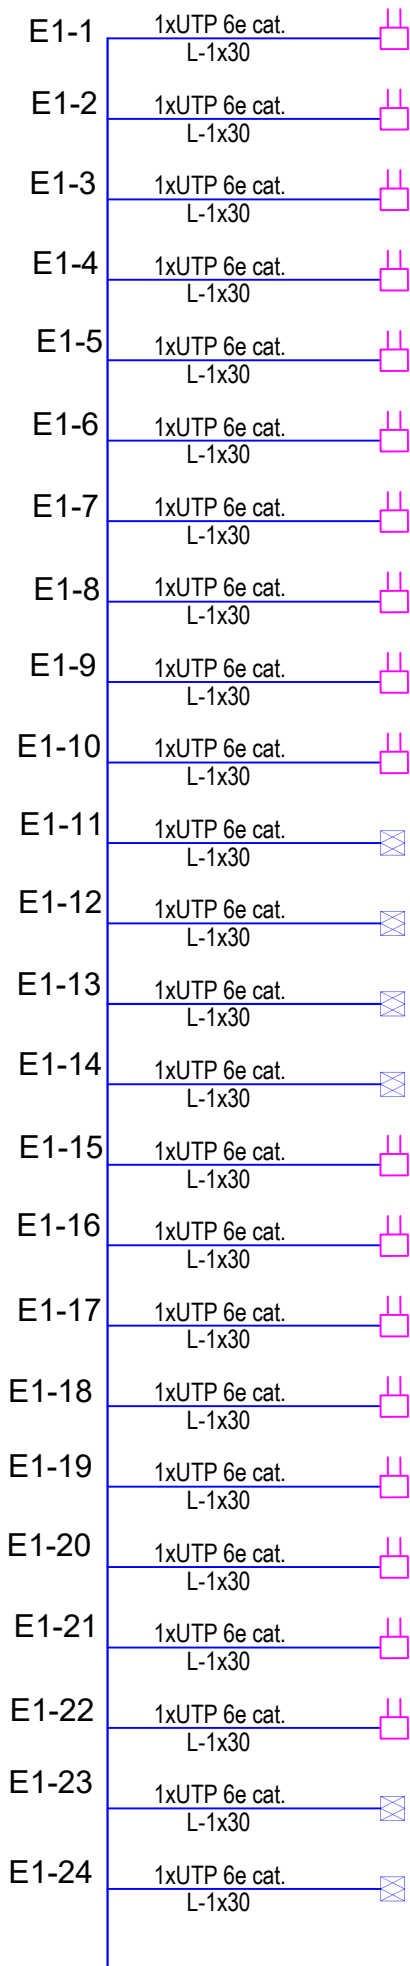 E1-1
1xUTP 6e cat.
L-1x30
E1-2
1xUTP 6e cat.
L-1x30
E1-3
1xUTP 6e cat.
L-1x30
E1-4
1xUTP 6e cat.
L-1x30
E1-5
1xUTP 6e cat.
L-1x30
E1-6
1xUTP 6e cat.
L-1x30
E1-7
1xUTP 6e cat.
L-1x30
E1-8
1xUTP 6e cat.
L-1x30
E1-9
1xUTP 6e cat.
L-1x30
E1-10
1xUTP 6e cat.
L-1x30
E1-11
1xUTP 6e cat.
L-1x30
E1-12
1xUTP 6e cat.
L-1x30
E1-13
1xUTP 6e cat.
L-1x30
E1-14
1xUTP 6e cat.
L-1x30
E1-15
1xUTP 6e cat.
L-1x30
E1-16
1xUTP 6e cat.
L-1x30
E1-17
1xUTP 6e cat.
L-1x30
E1-18
1xUTP 6e cat.
L-1x30
E1-19
1xUTP 6e cat.
L-1x30
E1-20
1xUTP 6e cat.
L-1x30
E1-21
1xUTP 6e cat.
L-1x30
E1-22
1xUTP 6e cat.
L-1x30
E1-23
1xUTP 6e cat.
L-1x30
E1-24
1xUTP 6e cat.
L-1x30